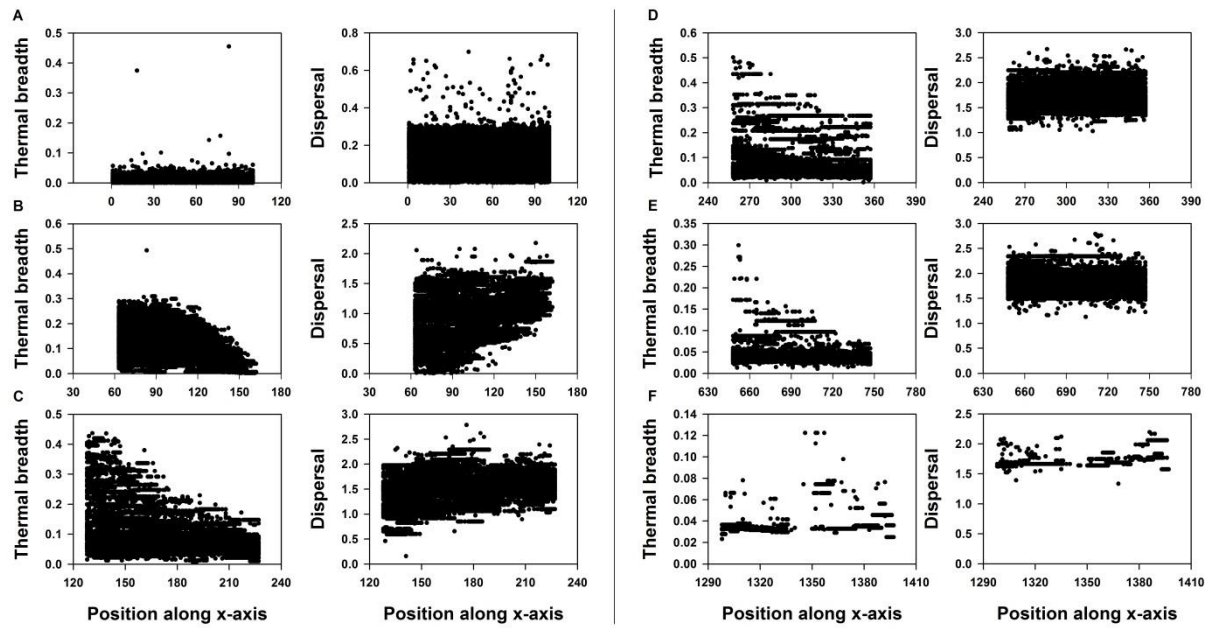 A
Thermal breadth
0.5
0.4
0.3
0.2
0.1
0.0
0 30 60 90 120
Dispersal
0.8
0.6
0.4
0.2
0.0
0 30 60 90 120
B
Thermal breadth
0.6
0.5
0.4
0.3
0.2
0.1
0.0
30 60 90 120 150 180
Dispersal
2.5
2.0
1.5
1.0
0.5
0.0
30 60 90 120 150 180
C
Thermal breadth
0.5
0.4
0.3
0.2
0.1
0.0
120 150 180 210 240
Position along x-axis
Dispersal
3.0
2.5
2.0
1.5
1.0
0.5
0.0
120 150 180 210 240
Position along x-axis
D
Thermal breadth
0.6
0.5
0.4
0.3
0.2
0.1
0.0
240 270 300 330 360 390
Dispersal
3.0
2.5
2.0
1.5
1.0
0.5
0.0
240 270 300 330 360 390
E
Thermal breadth
0.35
0.30
0.25
0.20
0.15
0.10
0.05
0.00
630 660 690 720 750 780
Dispersal
3.0
2.5
2.0
1.5
1.0
0.5
0.0
630 660 690 720 750 780
F
Thermal breadth
0.14
0.12
0.10
0.08
0.06
0.04
0.02
0.00
1290 1320 1350 1380 1410
Position along x-axis
Dispersal
2.5
2.0
1.5
1.0
0.5
0.0
1290 1320 1350 1380 1410
Position along x-axis